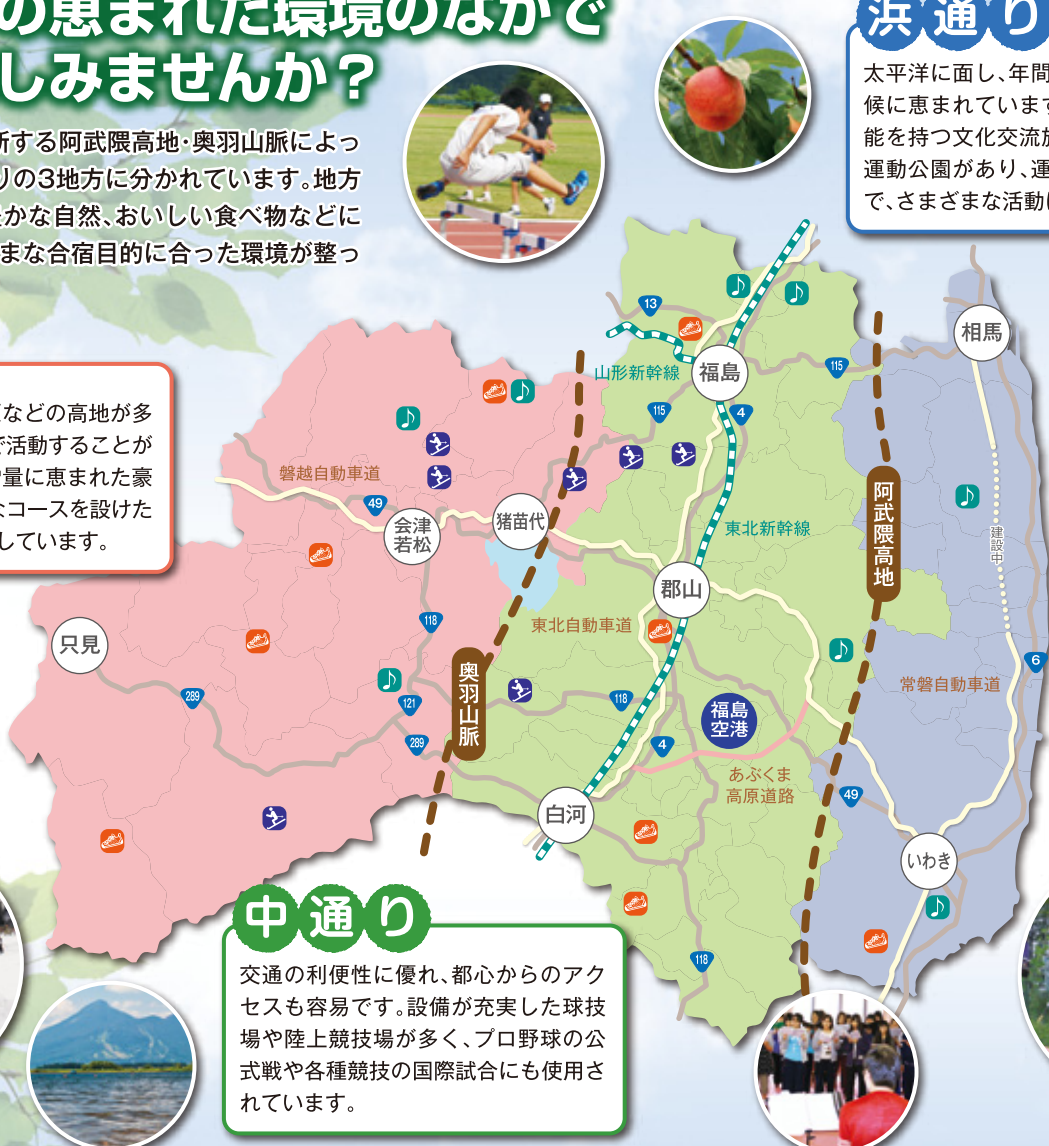 の恵まれた環境のなかで
しみませんか？
断する阿武隈高地・奥羽山脈によっ
りの3地方に分かれています。地方
豊かな自然、おいしい食べ物などに
まな合宿目的に合った環境が整っ
浜通り
太平洋に面し、年間
候に恵まれています
能を持つ文化交流施
運動公園があり、運
で、さまざまな活動に
などの高地が多
で活動することが
量に恵まれた豪
なコースを設けた
しています。
13
山形新幹線
福島
115
相馬
115
4
磐越自動車道
49
会津
若松
猪苗代
東北新幹線
阿武隈高地
建設中
郡山
東北自動車道
118
只見
6
289
奥羽山脈
121
118
福島
空港
常磐自動車道
289
4
あぶくま
高原道路
49
白河
いわき
118
中通り
交通の利便性に優れ、都心からのアク
セスも容易です。設備が充実した球技
場や陸上競技場が多く、プロ野球の公
式戦や各種競技の国際試合にも使用さ
れています。